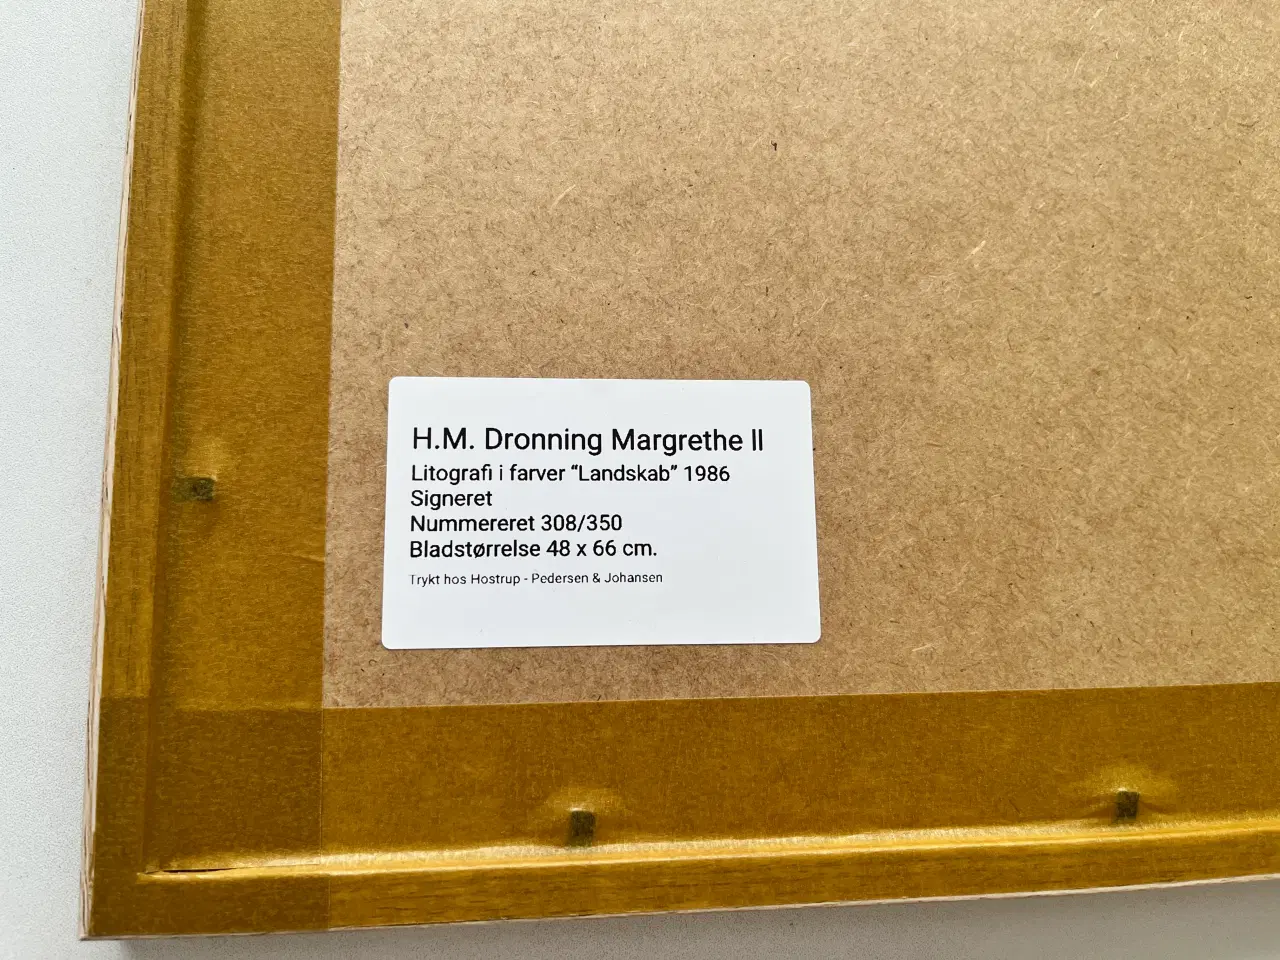 H.M. Dronning Margrethe ll
Litografi i farver “Landskab” 1986
Signeret
Nummereret 308/350
Bladstørrelse 48 x 66 cm.
Trykt hos Hostrup - Pedersen & Johansen